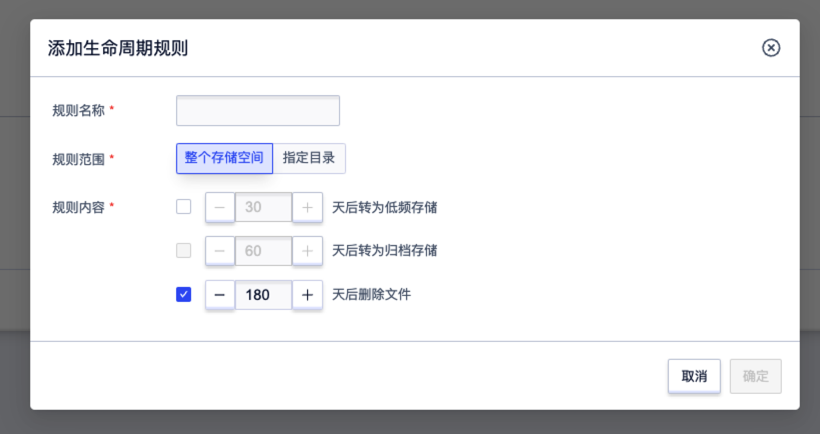 添加生命周期规则
规则名称 *
规则范围 * 整个存储空间 指定目录
规则内容 * 30 天后转为低频存储
60 天后转为归档存储
180 天后删除文件
取消 确定